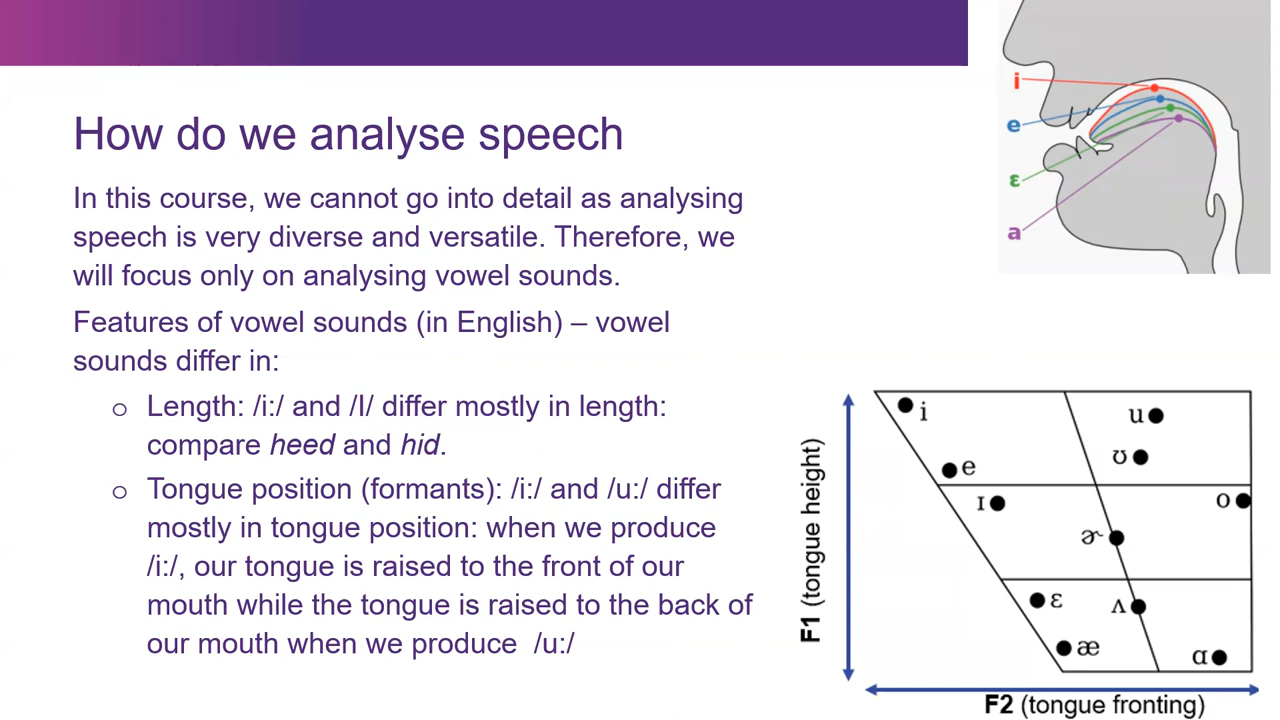 How do we analyse speech
In this course, we cannot go into detail as analysing
speech is very diverse and versatile. Therefore, we
will focus only on analysing vowel sounds.
Features of vowel sounds (in English) – vowel
sounds differ in:
o Length: /i:/ and /I/ differ mostly in length:
compare heed and hid.
o Tongue position (formants): /i:/ and /u:/ differ
mostly in tongue position: when we produce
/i:/, our tongue is raised to the front of our
mouth while the tongue is raised to the back of
our mouth when we produce /u:/
i
e
ɛ
a
i
u
ʊ
e
ɪ
o
ɚ
ɛ
ʌ
æ
ɑ
F1 (tongue height)
F2 (tongue fronting)